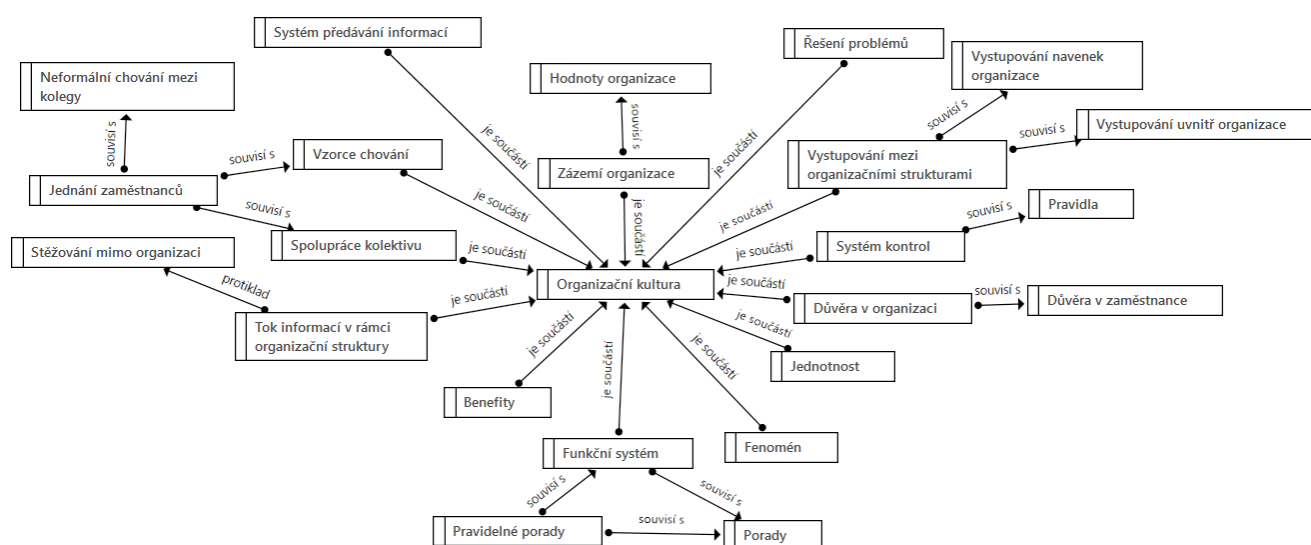 Systém předávání informací
Řešení problémů
Neformální chování mezi
kolegy
Hodnoty organizace
Vystupování navenek
organizace
Vystupování uvnitř organizace
souvisí s
souvisí s
souvisí s
souvisí s
souvisí s
je součástí
je součástí
Vzorce chování
Zázemí organizace
Vystupování mezi
organizačními strukturami
Jednání zaměstnanců
souvisí s
je součástí
je součástí
je součástí
souvisí s
Pravidla
Stěžování mimo organizaci
Spolupráce kolektivu
je součástí
je součástí
Systém kontrol
protiklad
Organizační kultura
je součástí
souvisí s
Důvěra v organizaci
Důvěra v zaměstnance
je součástí
Tok informací v rámci
organizační struktury
je součástí
je součástí
je součástí
je součástí
Jednotnost
Benefity
Funkční systém
Fenomén
souvisí s
souvisí s
Pravidelné porady
souvisí s
Porady